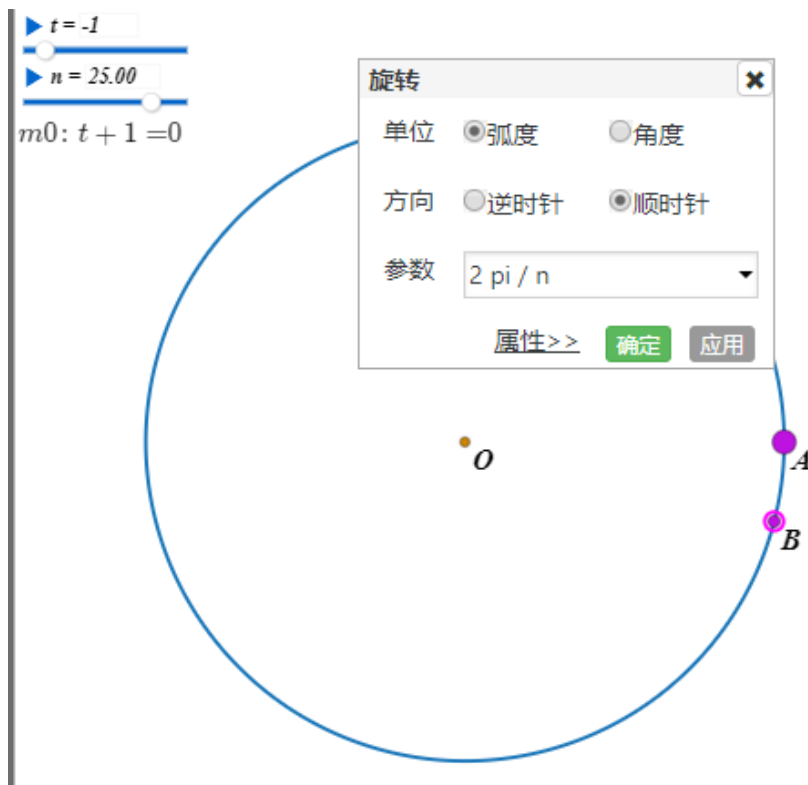 t = -1
n = 25.00
m0: t + 1 =0
旋转
单位 弧度 角度
方向 逆时针 顺时针
参数 2 pi / n
属性>> 确定 应用
O
A
B